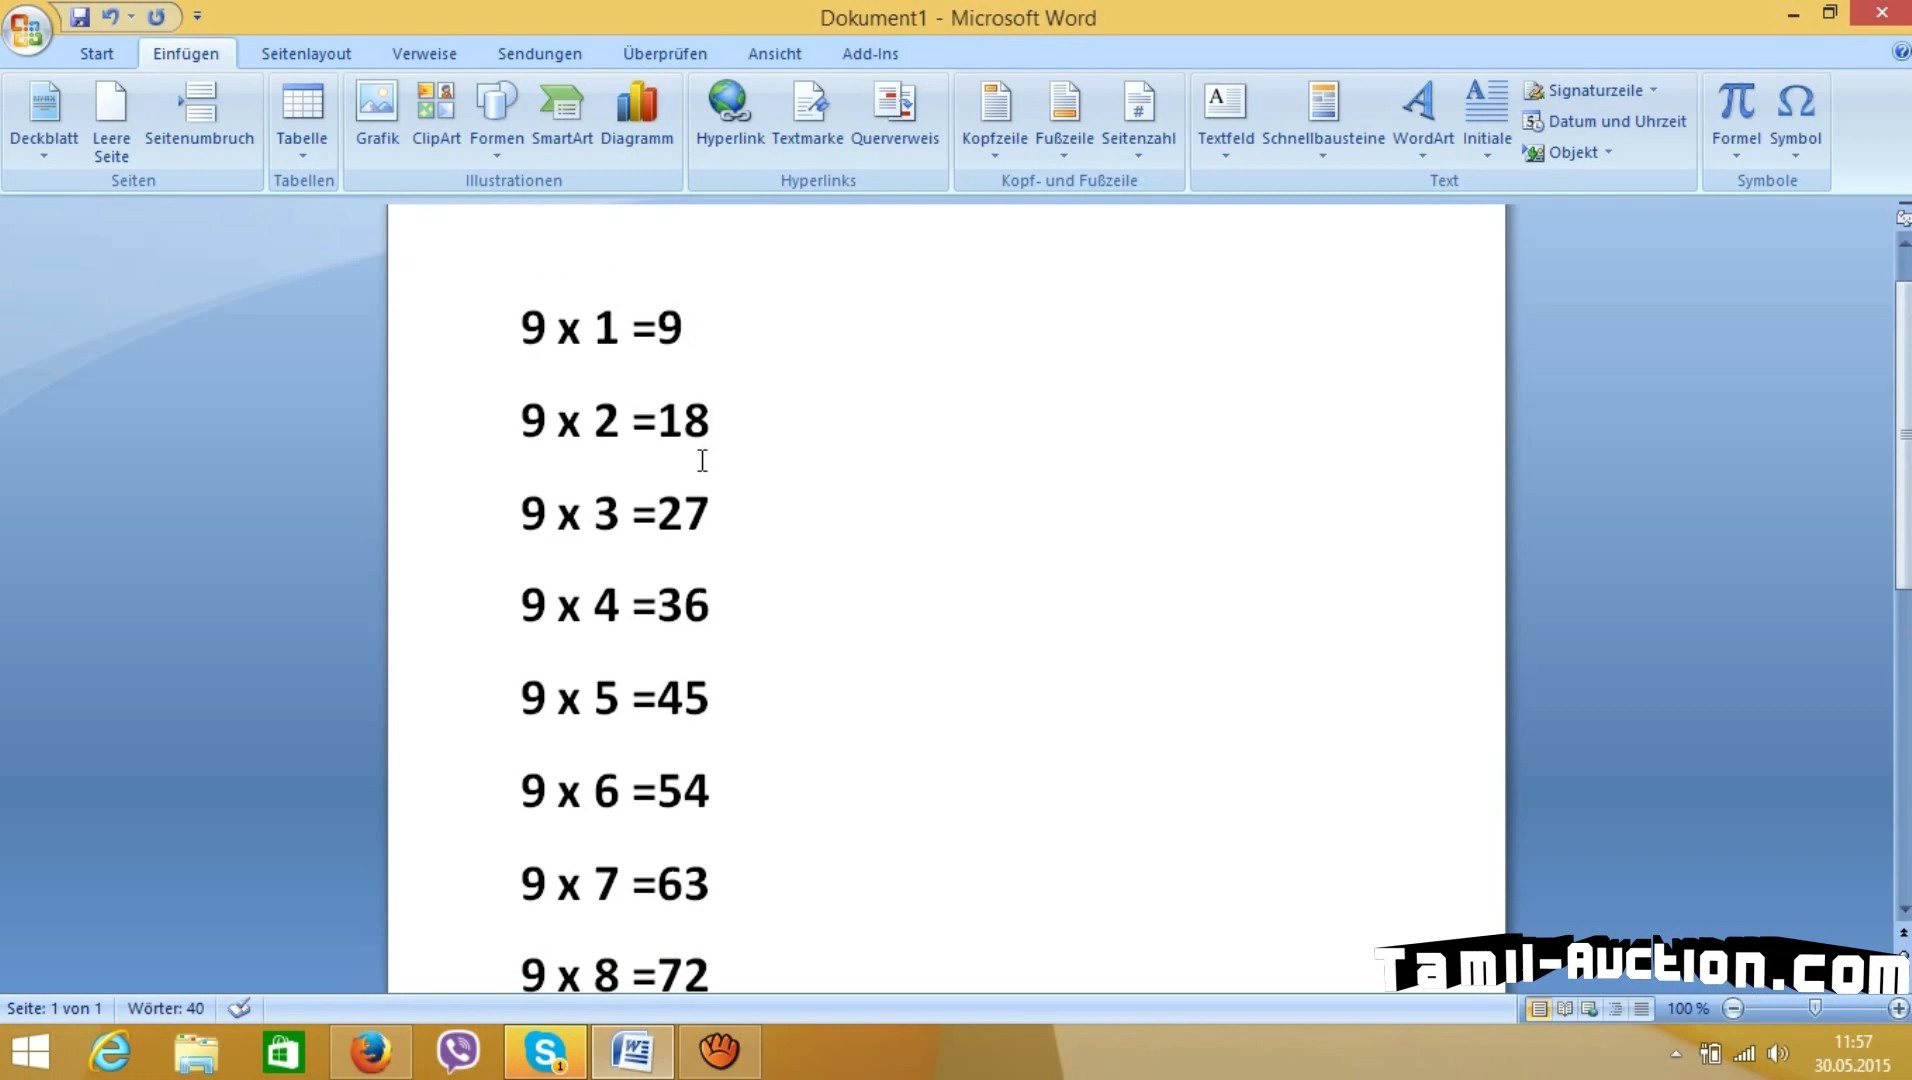 Dokument1 - Microsoft Word
Start Einfügen Seitenlayout Verweise Sendungen Überprüfen Ansicht Add-Ins
Deckblatt Leere Seite Seitenumbruch Tabelle Grafik ClipArt Formen SmartArt Diagramm Hyperlink Textmarke Querverweis Kopfzeile Fußzeile Seitenzahl Textfeld Schnellbausteine WordArt Initiale Signaturzeile Datum und Uhrzeit Objekt Formel Symbol
Seiten Tabellen Illustrationen Hyperlinks Kopf- und Fußzeile Text Symbole
9 x 1 =9
9 x 2 =18
9 x 3 =27
9 x 4 =36
9 x 5 =45
9 x 6 =54
9 x 7 =63
9 x 8 =72
Tamil-Auction.com
Seite: 1 von 1 Wörter: 40 100 %
11:57
30.05.2015